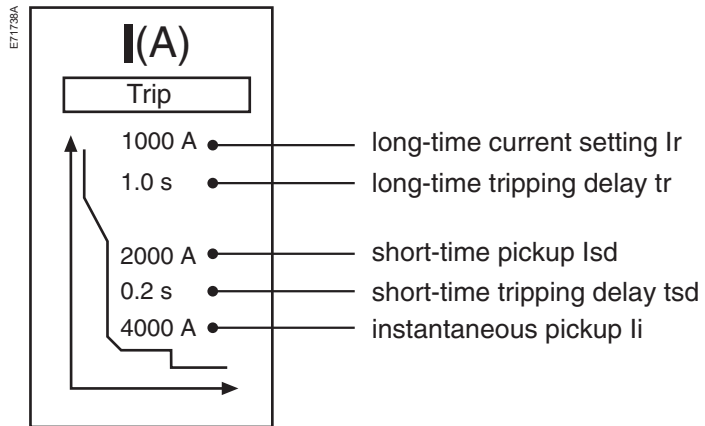 E71738A
I(A)
Trip
1000 A long-time current setting Ir
1.0 s long-time tripping delay tr
2000 A short-time pickup Isd
0.2 s short-time tripping delay tsd
4000 A instantaneous pickup Ii